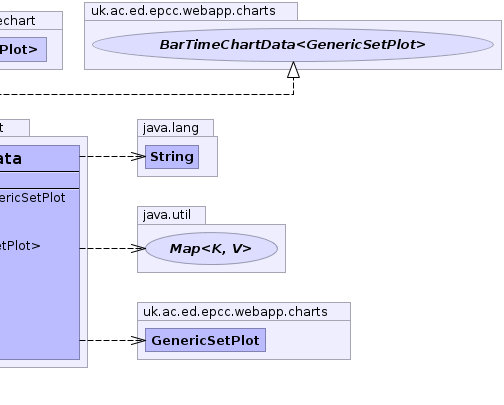 uk.ac.ed.epcc.webapp.charts
echart
BarTimeChartData<GenericSetPlot>
Plot>
t
java.lang
ata
String
ericSetPlot
java.util
etPlot>
Map<K, V>
uk.ac.ed.epcc.webapp.charts
GenericSetPlot